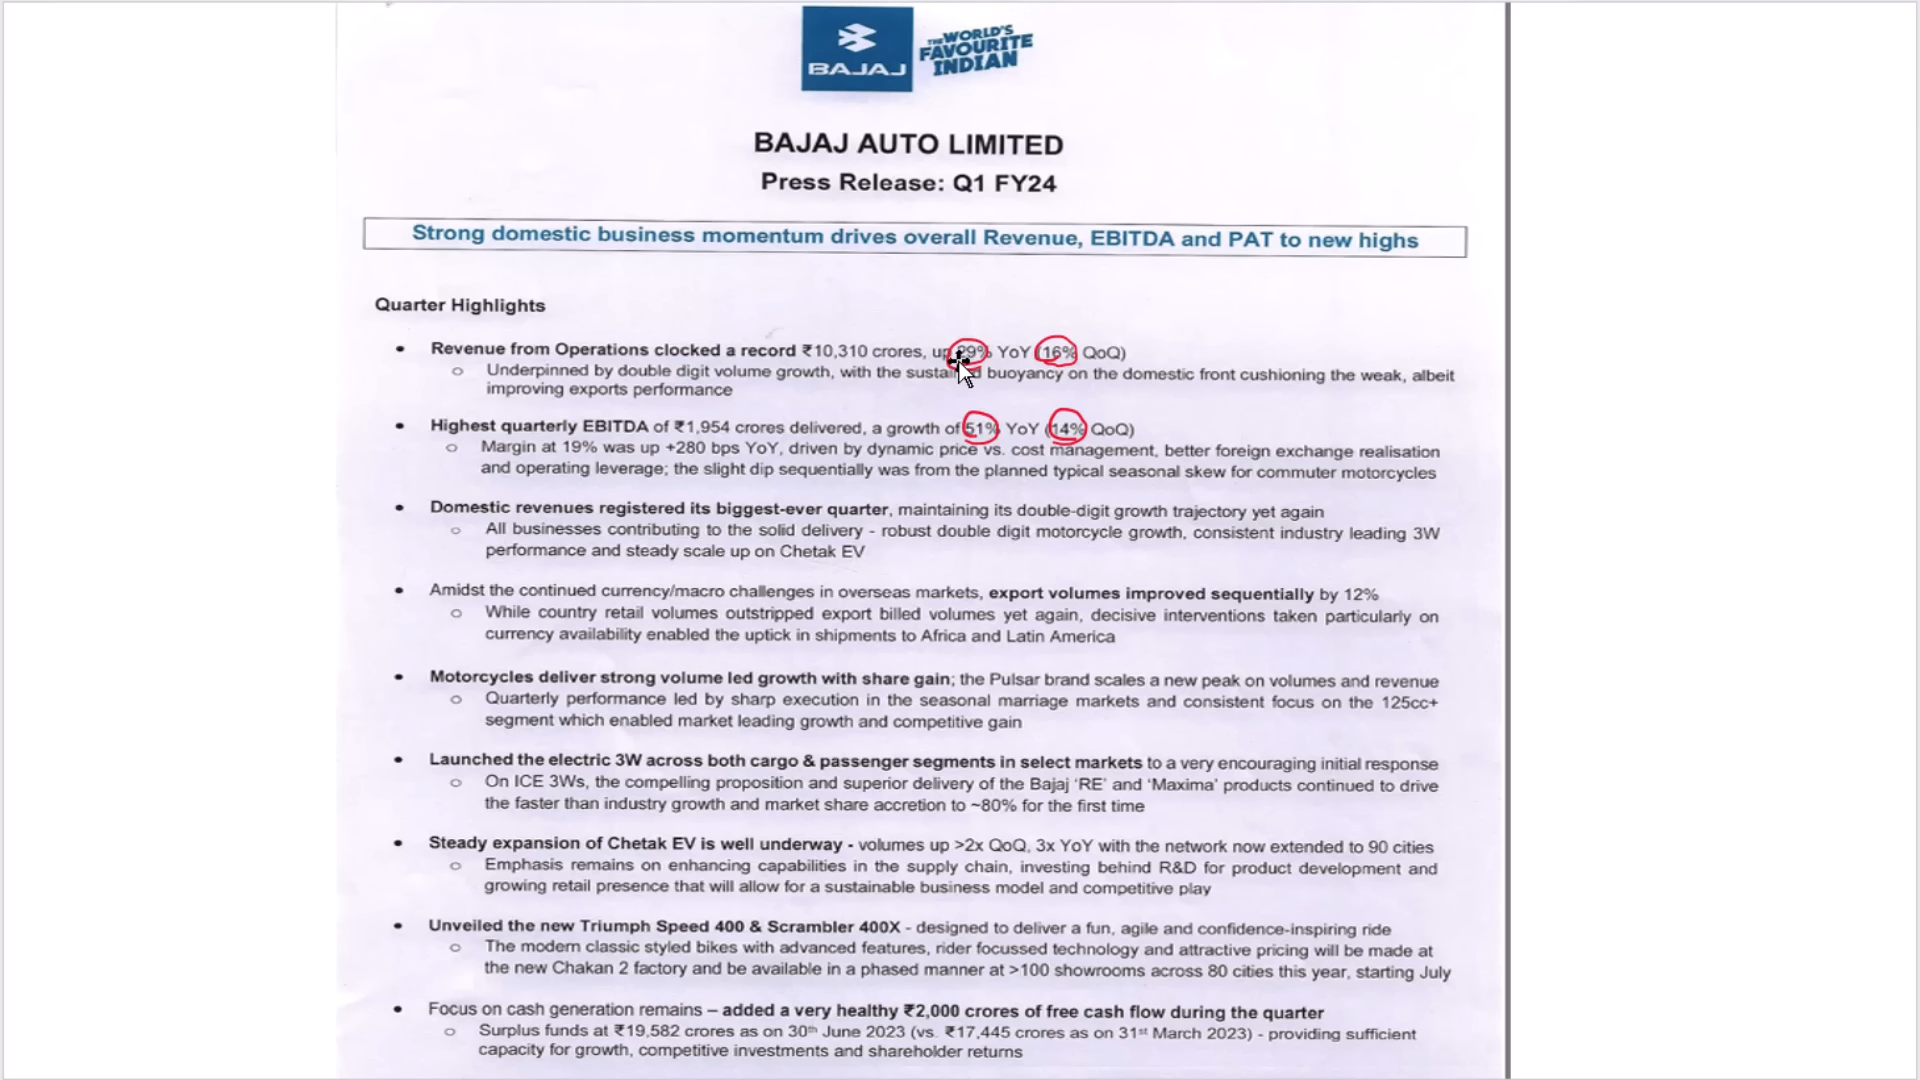 BAJAJ
THE WORLD'S
FAVOURITE
INDIAN
BAJAJ AUTO LIMITED
Press Release: Q1 FY24
Strong domestic business momentum drives overall Revenue, EBITDA and PAT to new highs
Quarter Highlights
• Revenue from Operations clocked a record ₹10,310 crores, up 29% YoY (16% QoQ)
o Underpinned by double digit volume growth, with the sustained buoyancy on the domestic front cushioning the weak, albeit
improving exports performance
• Highest quarterly EBITDA of ₹1,954 crores delivered, a growth of 51% YoY (14% QoQ)
o Margin at 19% was up +280 bps YoY, driven by dynamic price vs. cost management, better foreign exchange realisation
and operating leverage; the slight dip sequentially was from the planned typical seasonal skew for commuter motorcycles
• Domestic revenues registered its biggest-ever quarter, maintaining its double-digit growth trajectory yet again
o All businesses contributing to the solid delivery - robust double digit motorcycle growth, consistent industry leading 3W
performance and steady scale up on Chetak EV
• Amidst the continued currency/macro challenges in overseas markets, export volumes improved sequentially by 12%
o While country retail volumes outstripped export billed volumes yet again, decisive interventions taken particularly on
currency availability enabled the uptick in shipments to Africa and Latin America
• Motorcycles deliver strong volume led growth with share gain; the Pulsar brand scales a new peak on volumes and revenue
o Quarterly performance led by sharp execution in the seasonal marriage markets and consistent focus on the 125cc+
segment which enabled market leading growth and competitive gain
• Launched the electric 3W across both cargo & passenger segments in select markets to a very encouraging initial response
o On ICE 3Ws, the compelling proposition and superior delivery of the Bajaj 'RE' and 'Maxima' products continued to drive
the faster than industry growth and market share accretion to ~80% for the first time
• Steady expansion of Chetak EV is well underway - volumes up >2x QoQ, 3x YoY with the network now extended to 90 cities
o Emphasis remains on enhancing capabilities in the supply chain, investing behind R&D for product development and
growing retail presence that will allow for a sustainable business model and competitive play
• Unveiled the new Triumph Speed 400 & Scrambler 400X - designed to deliver a fun, agile and confidence-inspiring ride
o The modern classic styled bikes with advanced features, rider focussed technology and attractive pricing will be made at
the new Chakan 2 factory and be available in a phased manner at >100 showrooms across 80 cities this year, starting July
• Focus on cash generation remains – added a very healthy ₹2,000 crores of free cash flow during the quarter
o Surplus funds at ₹19,582 crores as on 30th June 2023 (vs. ₹17,445 crores as on 31st March 2023) - providing sufficient
capacity for growth, competitive investments and shareholder returns